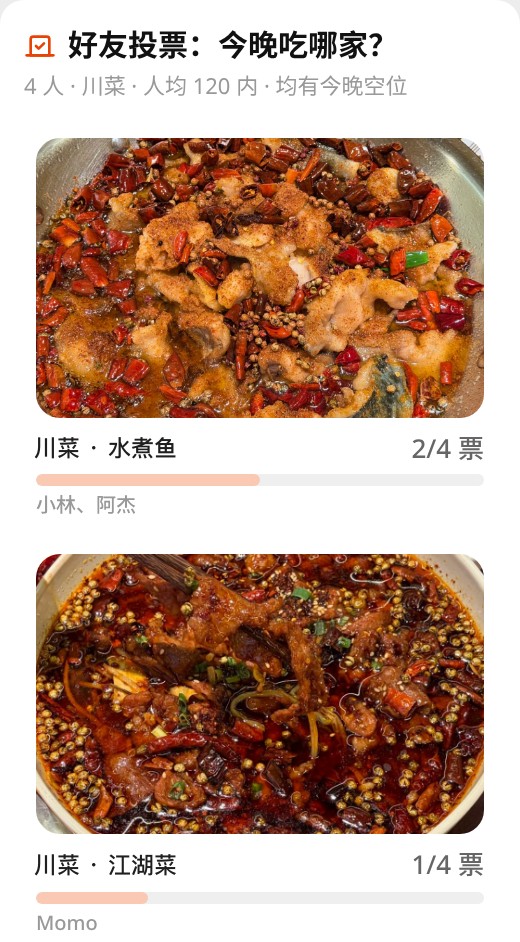 好友投票：今晚吃哪家？
4 人 · 川菜 · 人均 120 内 · 均有今晚空位
川菜 · 水煮鱼
2/4 票
小林、阿杰
川菜 · 江湖菜
1/4 票
Momo